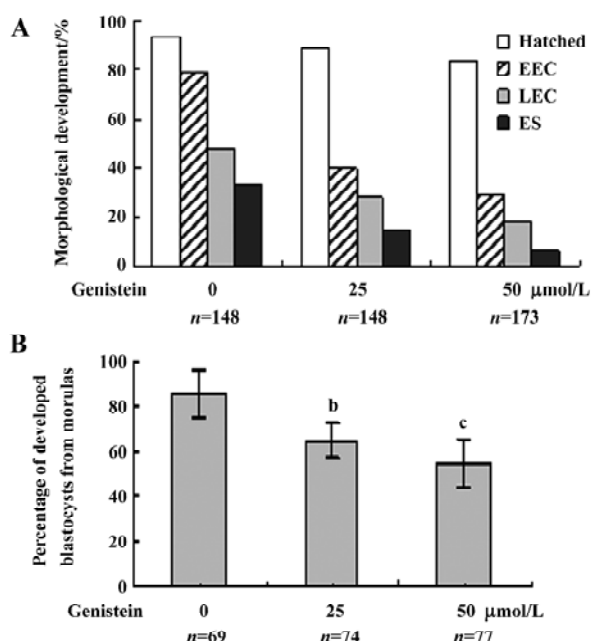 A
Morphological development/%
100
80
60
40
20
0
Hatched
EEC
LEC
ES
Genistein 0 25 50 μmol/L
n=148 n=148 n=173
B
Percentage of developed
blastocysts from morulas
100
80
60
40
20
0
b
c
Genistein 0 25 50 μmol/L
n=69 n=74 n=77